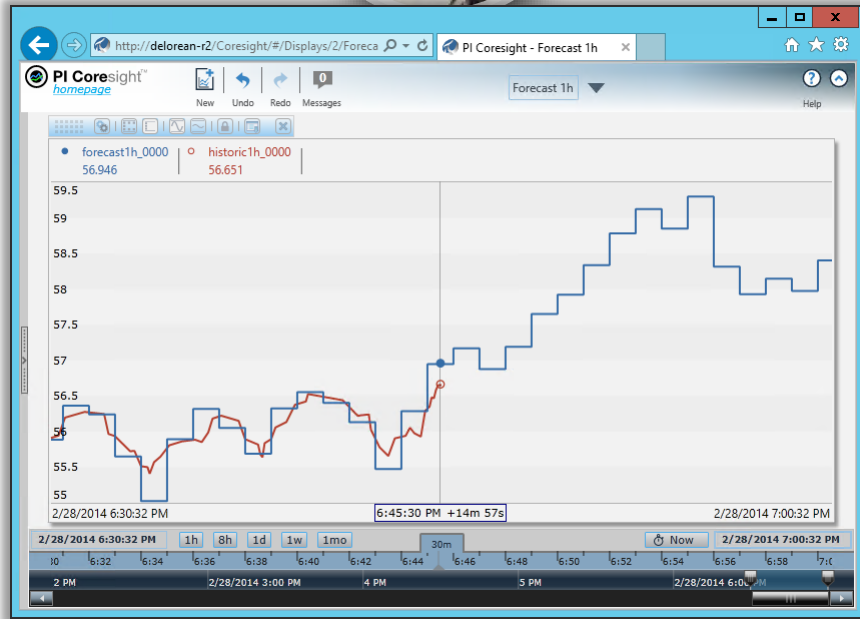 http://delorean-r2/Coresight/#/Displays/2/Foreca
PI Coresight - Forecast 1h
PI Coresight™
homepage
New
Undo
Redo
0
Messages
Forecast 1h
Help
forecast1h_0000
56.946
historic1h_0000
56.651
59.5
59
58.5
58
57.5
57
56.5
56
55.5
55
2/28/2014 6:30:32 PM
6:45:30 PM +14m 57s
2/28/2014 7:00:32 PM
2/28/2014 6:30:32 PM 1h 8h 1d 1w 1mo 30m Now 2/28/2014 7:00:32 PM
30 6:32 6:34 6:36 6:38 6:40 6:42 6:44 6:46 6:48 6:50 6:52 6:54 6:56 6:58 7:0
2 PM 2/28/2014 3:00 PM 4 PM 5 PM 2/28/2014 6:00 PM